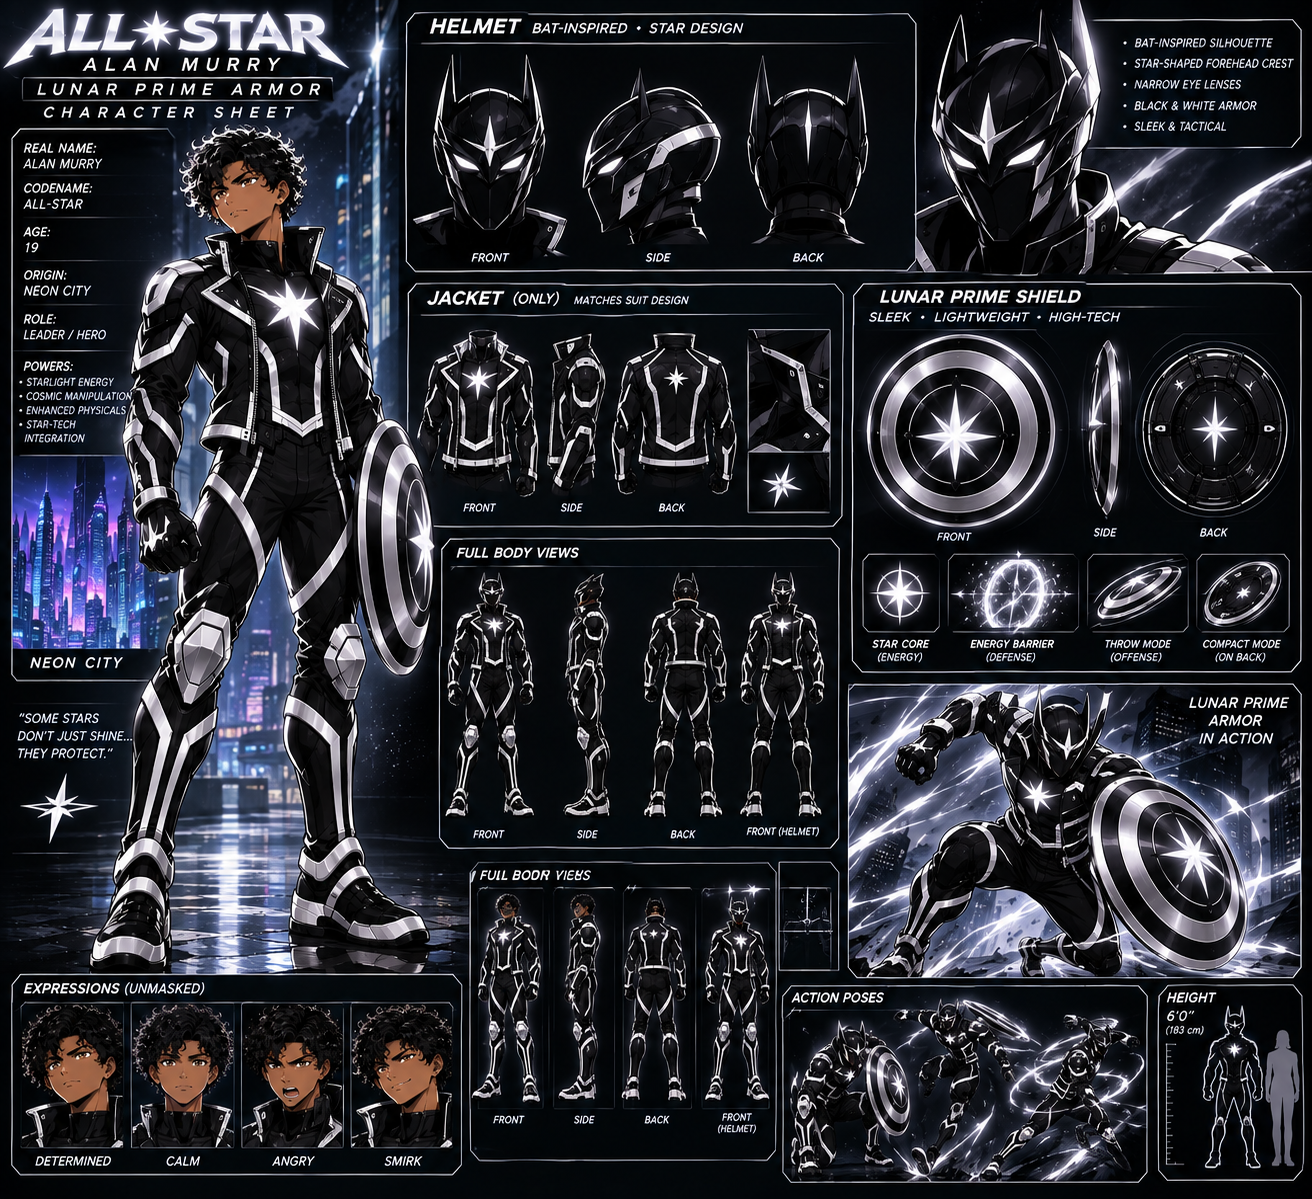 ALL★STAR
ALAN MURRY
LUNAR PRIME ARMOR
CHARACTER SHEET
REAL NAME:
ALAN MURRY
CODENAME:
ALL-STAR
AGE:
19
ORIGIN:
NEON CITY
ROLE:
LEADER / HERO
POWERS:
• STARLIGHT ENERGY
• COSMIC MANIPULATION
• ENHANCED PHYSICALS
• STAR-TECH
INTEGRATION
NEON CITY
"SOME STARS
DON'T JUST SHINE...
THEY PROTECT."
HELMET BAT-INSPIRED • STAR DESIGN
FRONT
SIDE
BACK
• BAT-INSPIRED SILHOUETTE
• STAR-SHAPED FOREHEAD CREST
• NARROW EYE LENSES
• BLACK & WHITE ARMOR
• SLEEK & TACTICAL
JACKET (ONLY) MATCHES SUIT DESIGN
FRONT
SIDE
BACK
LUNAR PRIME SHIELD
SLEEK • LIGHTWEIGHT • HIGH-TECH
FRONT
SIDE
BACK
STAR CORE
(ENERGY)
ENERGY BARRIER
(DEFENSE)
THROW MODE
(OFFENSE)
COMPACT MODE
(ON BACK)
FULL BODY VIEWS
FRONT
SIDE
BACK
FRONT (HELMET)
LUNAR PRIME
ARMOR
IN ACTION
FULL BODR VIEWS
FRONT
SIDE
BACK
FRONT
(HELMET)
EXPRESSIONS (UNMASKED)
DETERMINED
CALM
ANGRY
SMIRK
ACTION POSES
HEIGHT
6'0"
(183 cm)